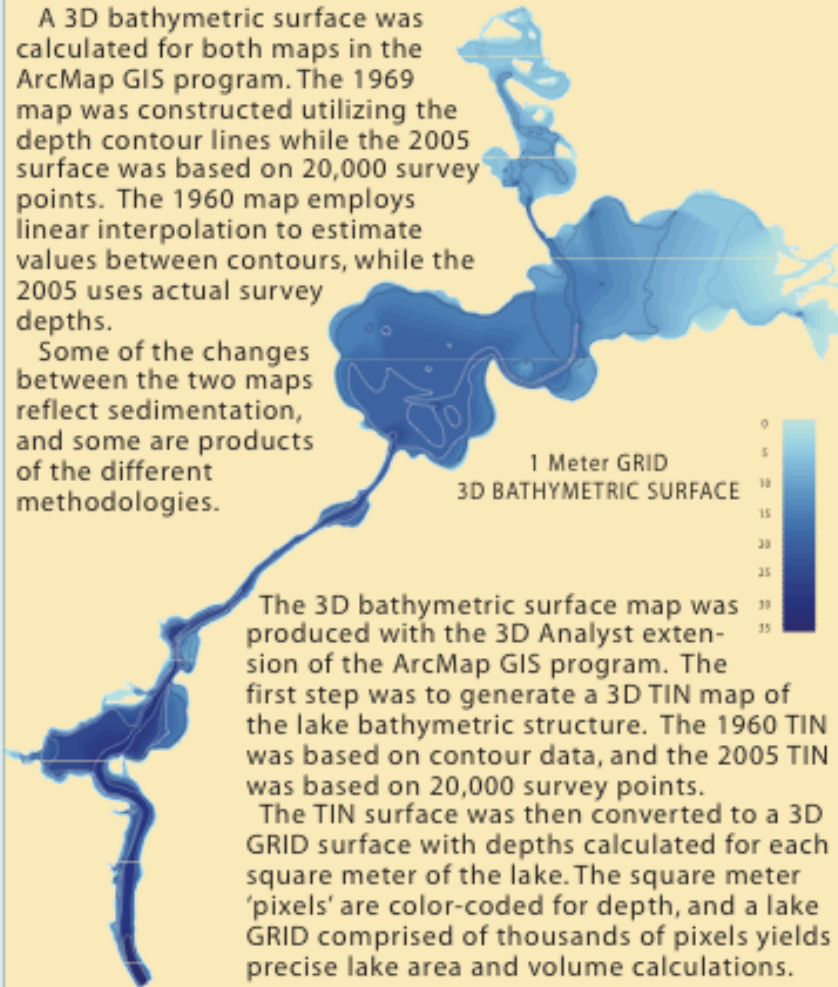 A 3D bathymetric surface was
calculated for both maps in the
ArcMap GIS program. The 1969
map was constructed utilizing the
depth contour lines while the 2005
surface was based on 20,000 survey
points. The 1960 map employs
linear interpolation to estimate
values between contours, while the
2005 uses actual survey
depths.
Some of the changes
between the two maps
reflect sedimentation,
and some are products
of the different
methodologies.
1 Meter GRID
3D BATHYMETRIC SURFACE
0
5
10
15
20
25
30
35
The 3D bathymetric surface map was
produced with the 3D Analyst exten-
sion of the ArcMap GIS program. The
first step was to generate a 3D TIN map of
the lake bathymetric structure. The 1960 TIN
was based on contour data, and the 2005 TIN
was based on 20,000 survey points.
The TIN surface was then converted to a 3D
GRID surface with depths calculated for each
square meter of the lake. The square meter
'pixels' are color-coded for depth, and a lake
GRID comprised of thousands of pixels yields
precise lake area and volume calculations.